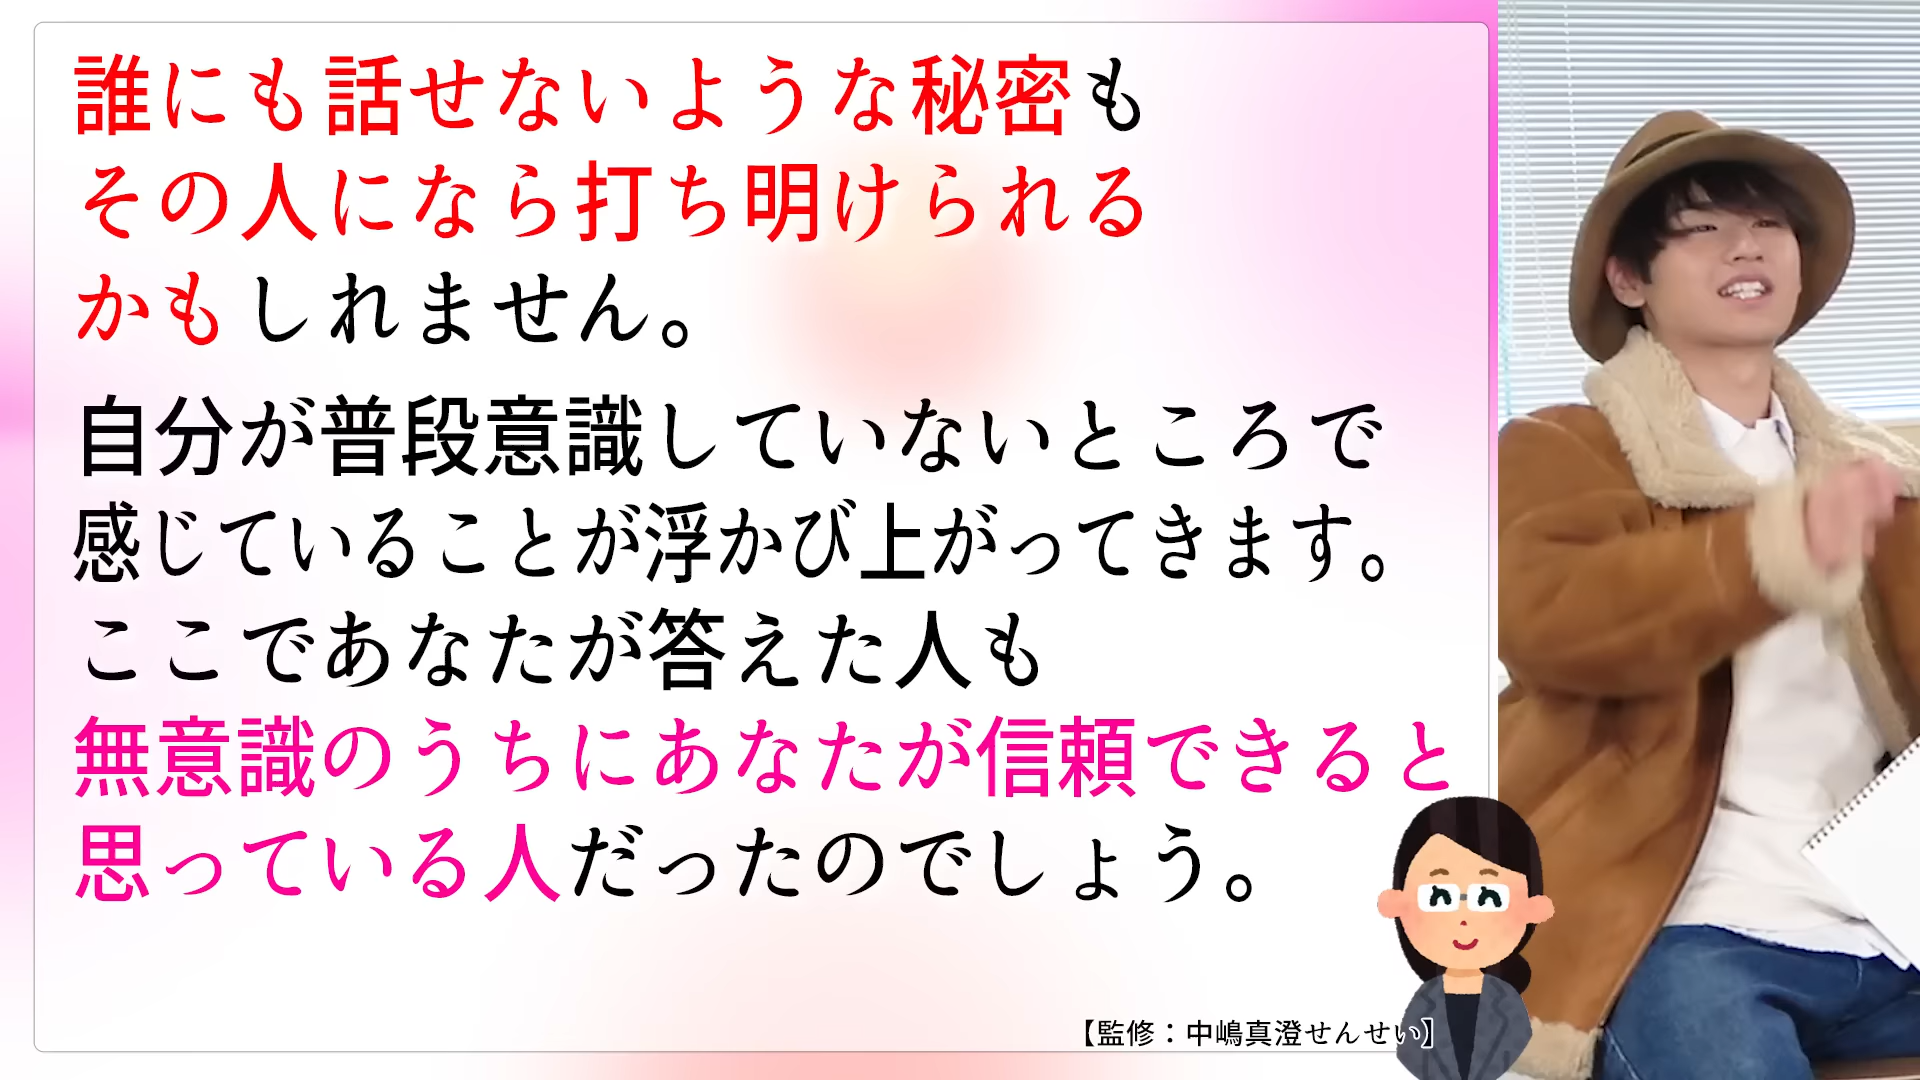 誰にも話せないような秘密も
その人になら打ち明けられる
かもしれません。
自分が普段意識していないところで
感じていることが浮かび上がってきます。
ここであなたが答えた人も
無意識のうちにあなたが信頼できると
思っている人だったのでしょう。
【監修：中嶋真澄せんせい】